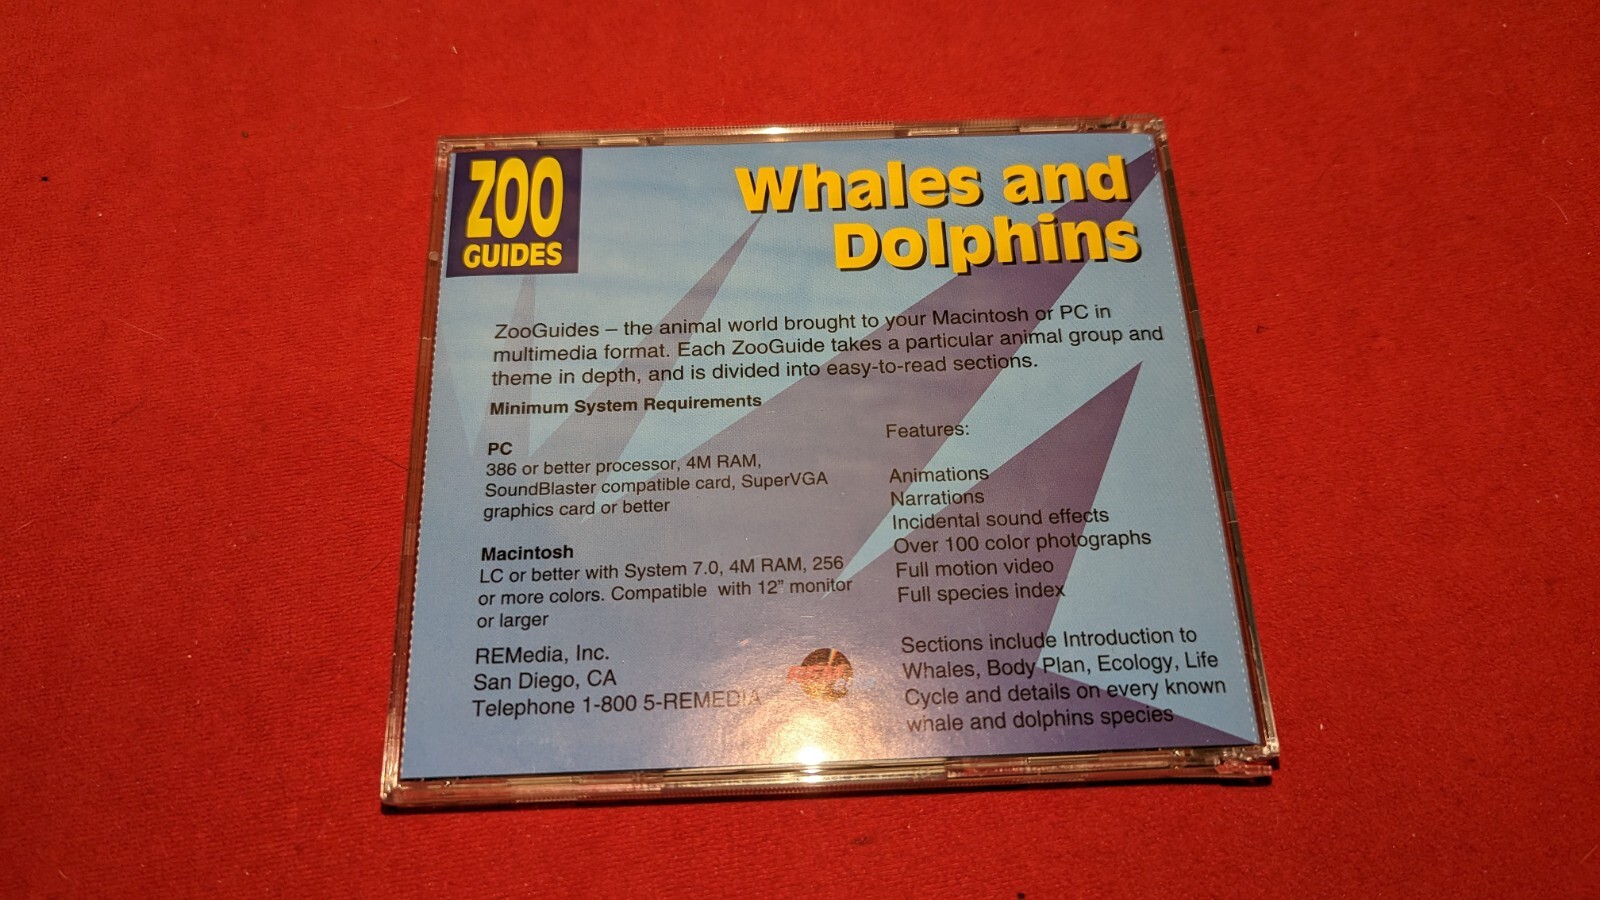 ZOO
GUIDES
Whales and
Dolphins
ZooGuides – the animal world brought to your Macintosh or PC in
multimedia format. Each ZooGuide takes a particular animal group and
theme in depth, and is divided into easy-to-read sections.
Minimum System Requirements
PC
386 or better processor, 4M RAM,
SoundBlaster compatible card, SuperVGA
graphics card or better
Macintosh
LC or better with System 7.0, 4M RAM, 256
or more colors. Compatible with 12" monitor
or larger
REMedia, Inc.
San Diego, CA
Telephone 1-800 5-REMEDIA
Features:
Animations
Narrations
Incidental sound effects
Over 100 color photographs
Full motion video
Full species index
Sections include Introduction to
Whales, Body Plan, Ecology, Life
Cycle and details on every known
whale and dolphins species